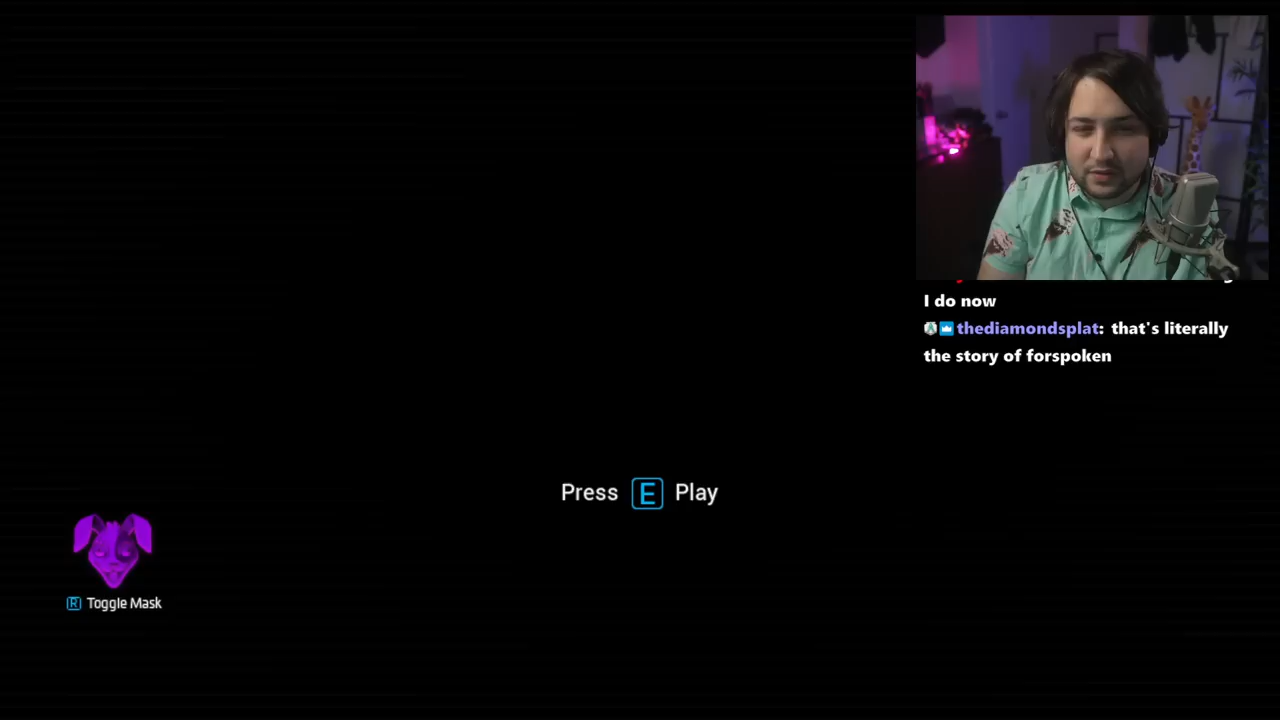 I do now
thediamondsplat: that's literally
the story of forspoken
Press E Play
R Toggle Mask